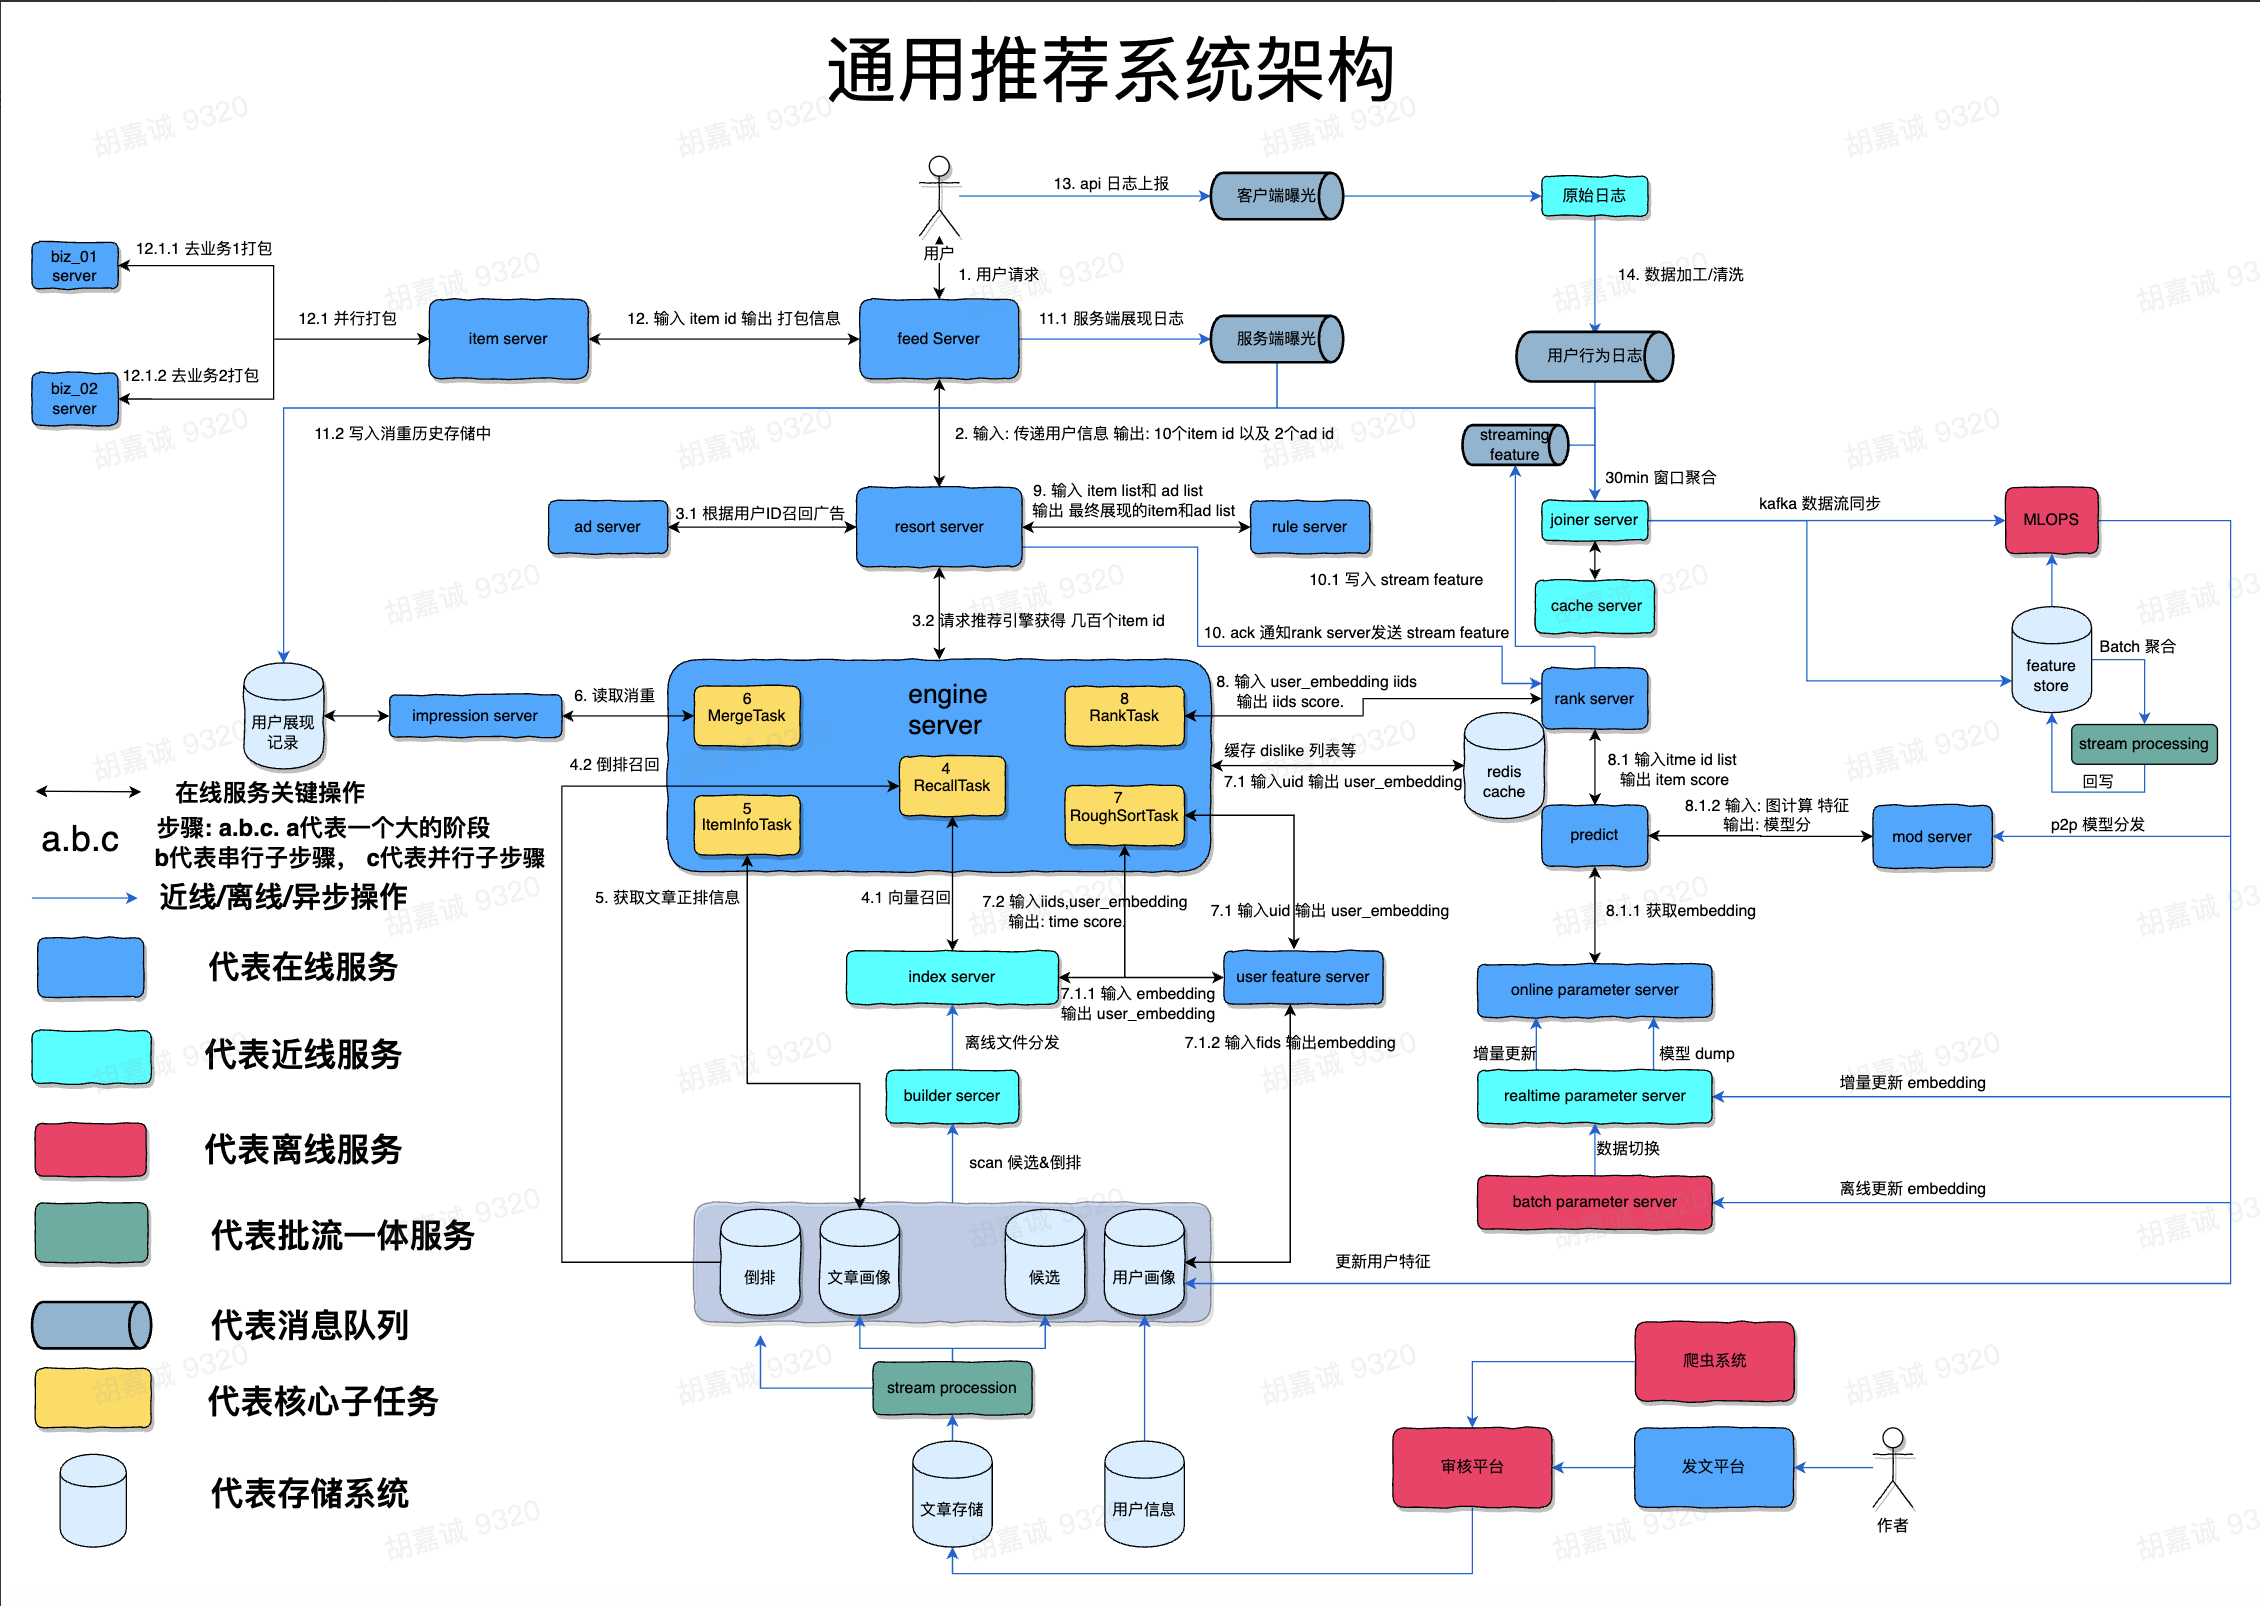 通用推荐系统架构
用户
13. api 日志上报
客户端曝光
原始日志
1. 用户请求
14. 数据加工/清洗
biz_01
server
12.1.1 去业务1打包
12.1 并行打包
item server
12. 输入 item id 输出 打包信息
feed Server
11.1 服务端展现日志
服务端曝光
用户行为日志
biz_02
server
12.1.2 去业务2打包
11.2 写入消重历史存储中
2. 输入: 传递用户信息 输出: 10个item id 以及 2个ad id
streaming
feature
30min 窗口聚合
ad server
3.1 根据用户ID召回广告
resort server
9. 输入 item list和 ad list
输出 最终展现的item和ad list
rule server
joiner server
kafka 数据流同步
MLOPS
10.1 写入 stream feature
cache server
3.2 请求推荐引擎获得 几百个item id
10. ack 通知rank server发送 stream feature
feature
store
Batch 聚合
stream processing
回写
用户展现
记录
impression server
6. 读取消重
6
MergeTask
engine
server
8
RankTask
8. 输入 user_embedding iids
输出 iids score.
rank server
4.2 倒排召回
4
RecallTask
缓存 dislike 列表等
7.1 输入uid 输出 user_embedding
redis
cache
8.1 输入itme id list
输出 item score
5
ItemInfoTask
7
RoughSortTask
predict
8.1.2 输入: 图计算 特征
输出: 模型分
mod server
p2p 模型分发
在线服务关键操作
a.b.c
步骤: a.b.c. a代表一个大的阶段
b代表串行子步骤， c代表并行子步骤
近线/离线/异步操作
5. 获取文章正排信息
4.1 向量召回
7.2 输入iids,user_embedding
输出: time score.
7.1 输入uid 输出 user_embedding
8.1.1 获取embedding
代表在线服务
index server
7.1.1 输入 embedding
输出 user_embedding
user feature server
online parameter server
代表近线服务
离线文件分发
7.1.2 输入fids 输出embedding
增量更新
模型 dump
builder sercer
realtime parameter server
增量更新 embedding
代表离线服务
scan 候选&倒排
数据切换
batch parameter server
离线更新 embedding
代表批流一体服务
倒排
文章画像
候选
用户画像
更新用户特征
代表消息队列
stream procession
爬虫系统
代表核心子任务
审核平台
发文平台
作者
代表存储系统
文章存储
用户信息
胡嘉诚 9320